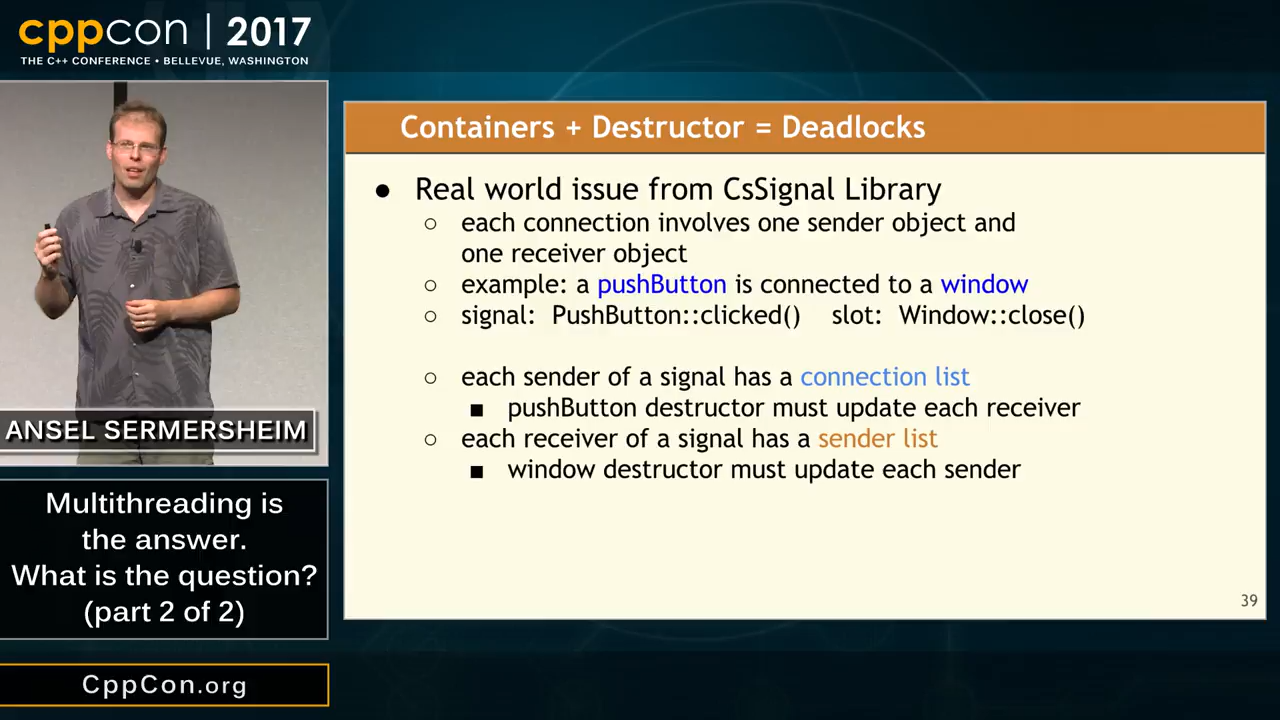 cppcon | 2017
THE C++ CONFERENCE • BELLEVUE, WASHINGTON
ANSEL SERMERSHEIM
Multithreading is
the answer.
What is the question?
(part 2 of 2)
CppCon.org
Containers + Destructor = Deadlocks
● Real world issue from CsSignal Library
○ each connection involves one sender object and
one receiver object
○ example: a pushButton is connected to a window
○ signal: PushButton::clicked() slot: Window::close()
○ each sender of a signal has a connection list
■ pushButton destructor must update each receiver
○ each receiver of a signal has a sender list
■ window destructor must update each sender
39